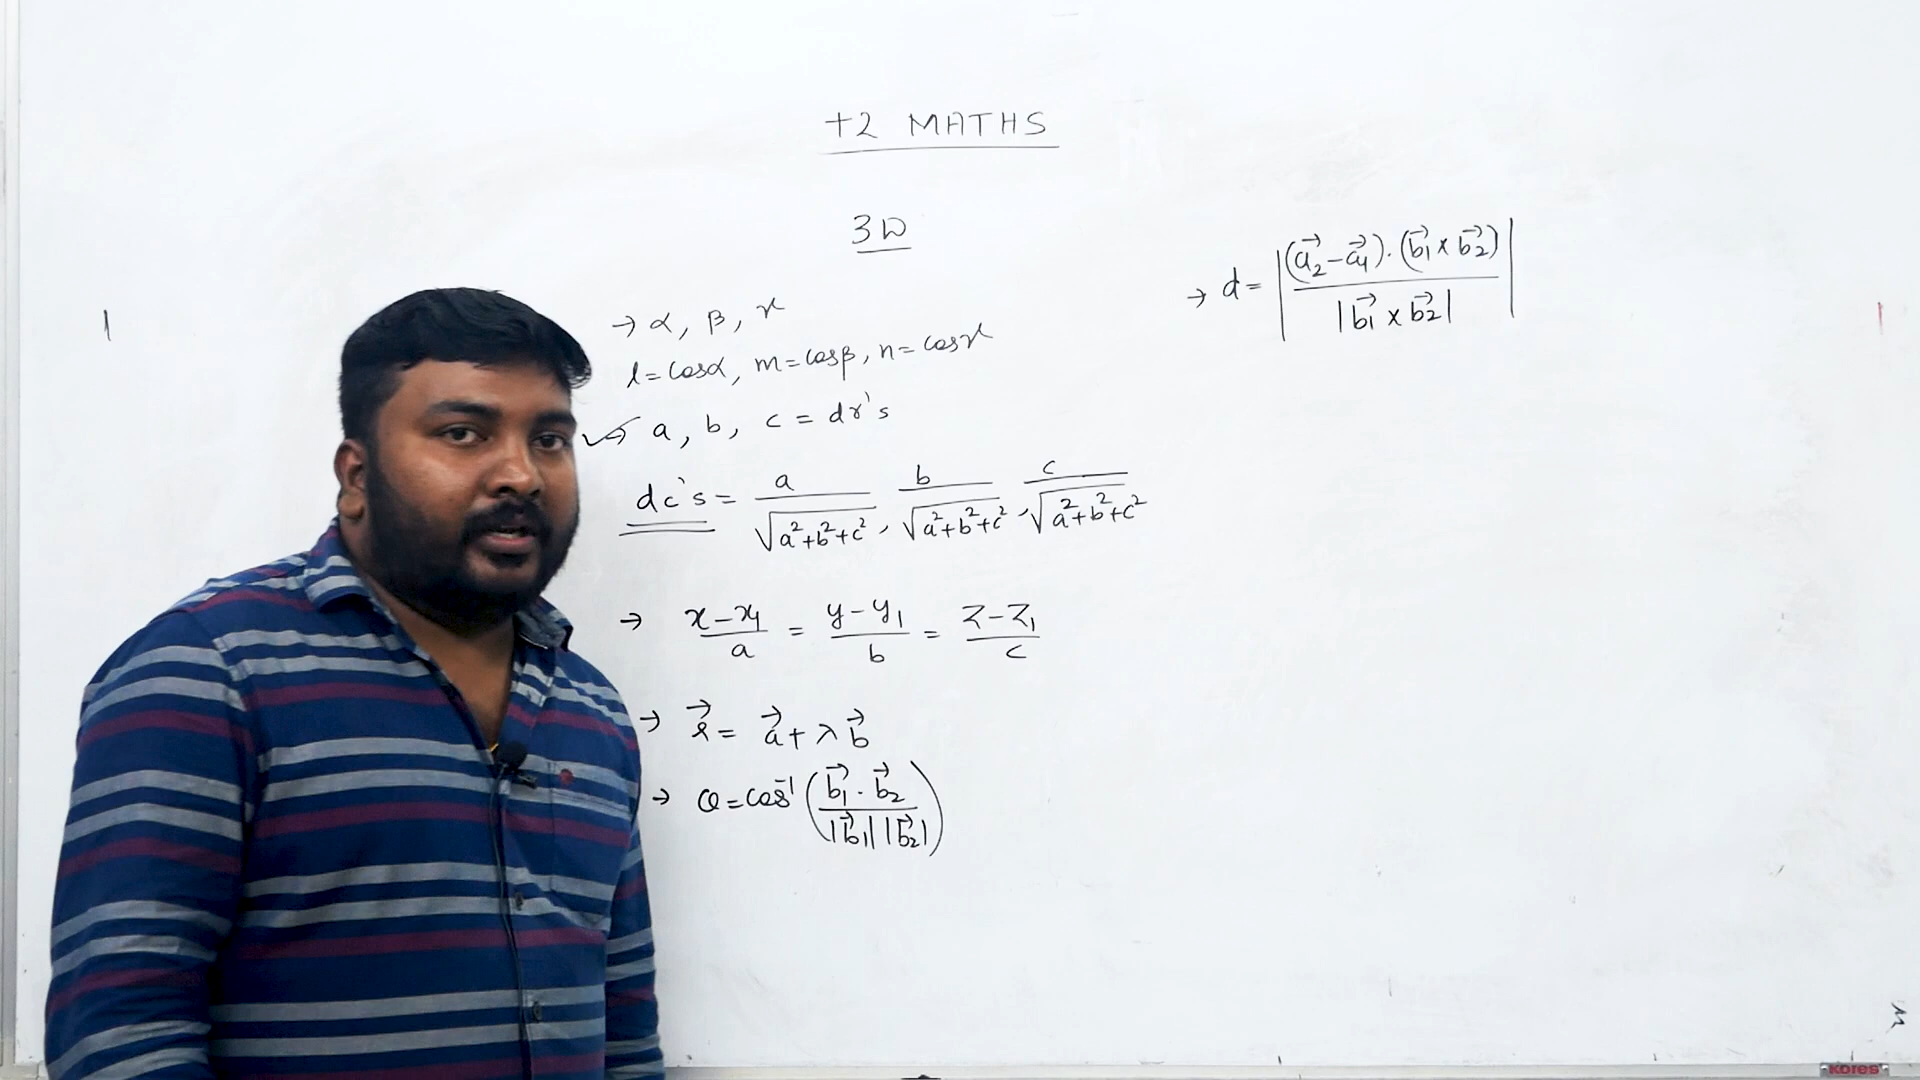 +2 MATHS
3D
→ α, β, γ
l=cosα, m=cosβ, n=cosγ
→ a, b, c = dr's
dc's = a/√a²+b²+c², b/√a²+b²+c², c/√a²+b²+c²
→ x-x₁/a = y-y₁/b = z-z₁/c
→ r⃗ = a⃗ + λb⃗
→ θ=cos⁻¹(b⃗₁·b⃗₂/|b⃗₁||b⃗₂|)
→ d= |(a⃗₂-a⃗₁)·(b⃗₁×b⃗₂)/|b⃗₁×b⃗₂||
KORES